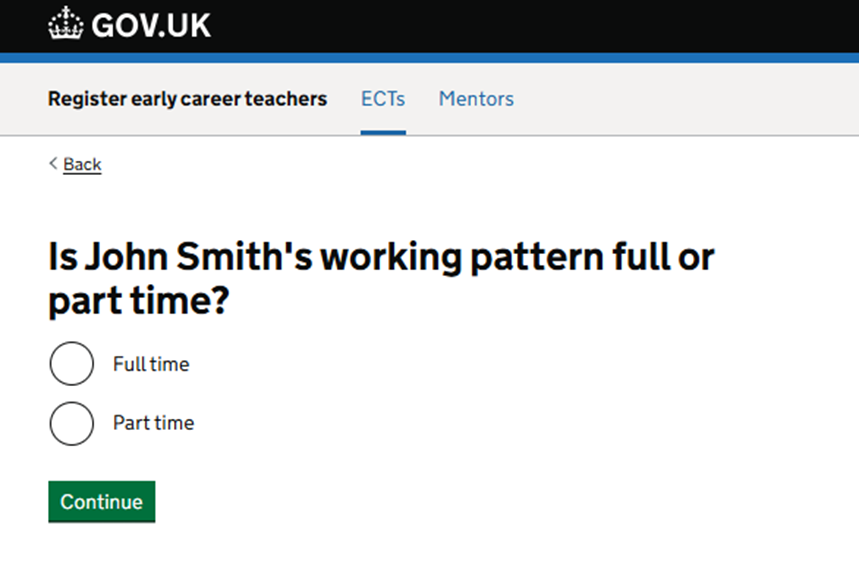 GOV.UK
Register early career teachers ECTs Mentors
Back
Is John Smith's working pattern full or
part time?
Full time
Part time
Continue